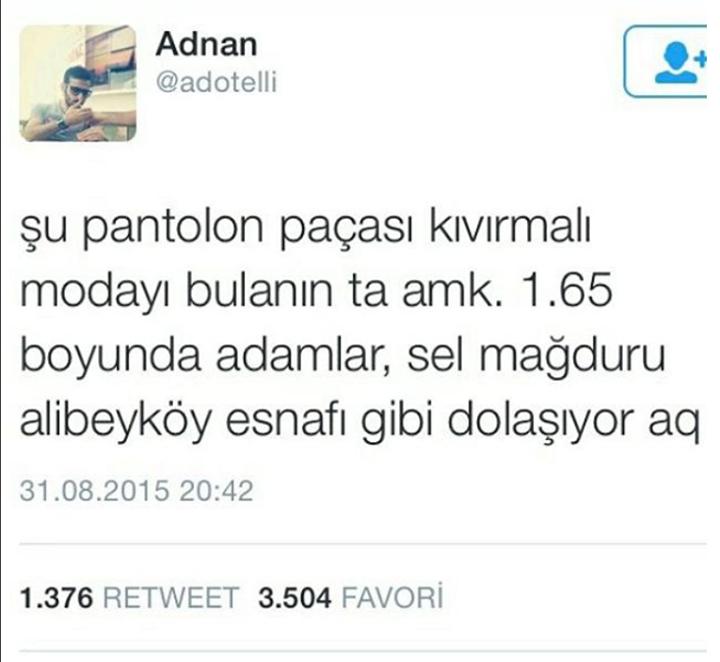 Adnan
@adotelli
şu pantolon paçası kıvırmalı
modayı bulanın ta amk. 1.65
boyunda adamlar, sel mağduru
alibeyköy esnafı gibi dolaşıyor aq
31.08.2015 20:42
1.376 RETWEET 3.504 FAVORİ